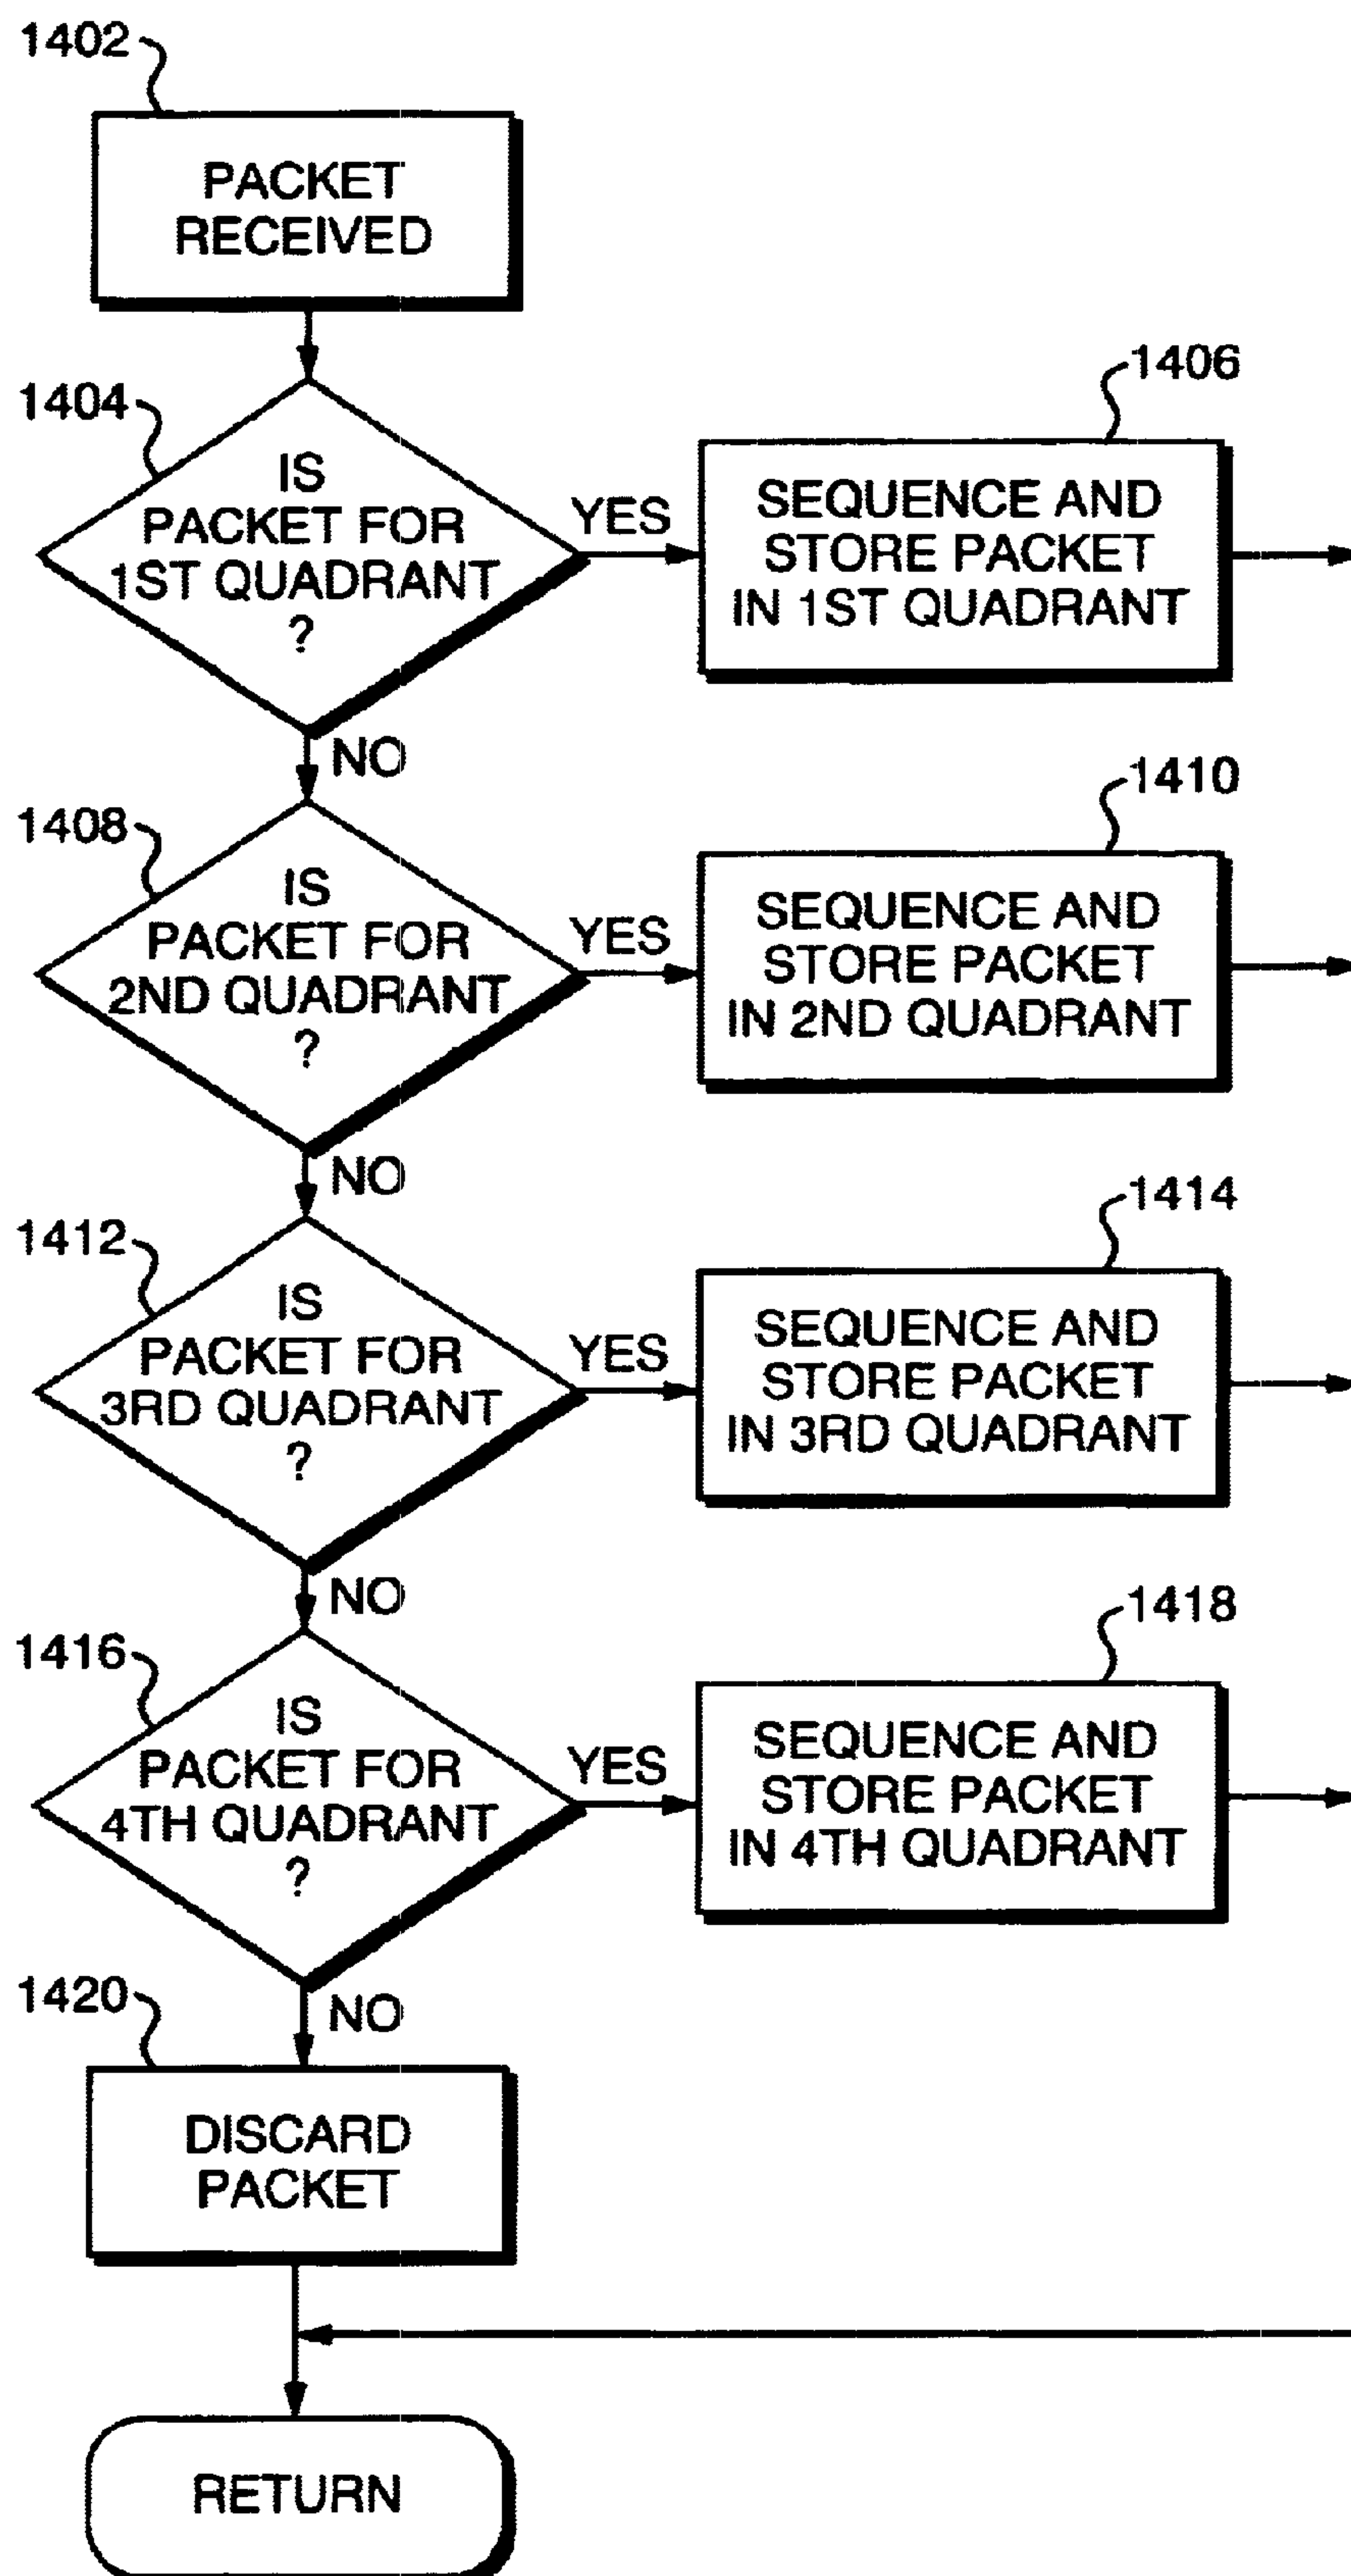 1402
PACKET
RECEIVED
1404
IS
PACKET FOR
1ST QUADRANT
?
YES
1406
SEQUENCE AND
STORE PACKET
IN 1ST QUADRANT
NO
1408
IS
PACKET FOR
2ND QUADRANT
?
YES
1410
SEQUENCE AND
STORE PACKET
IN 2ND QUADRANT
NO
1412
IS
PACKET FOR
3RD QUADRANT
?
YES
1414
SEQUENCE AND
STORE PACKET
IN 3RD QUADRANT
NO
1416
IS
PACKET FOR
4TH QUADRANT
?
YES
1418
SEQUENCE AND
STORE PACKET
IN 4TH QUADRANT
NO
1420
DISCARD
PACKET
RETURN